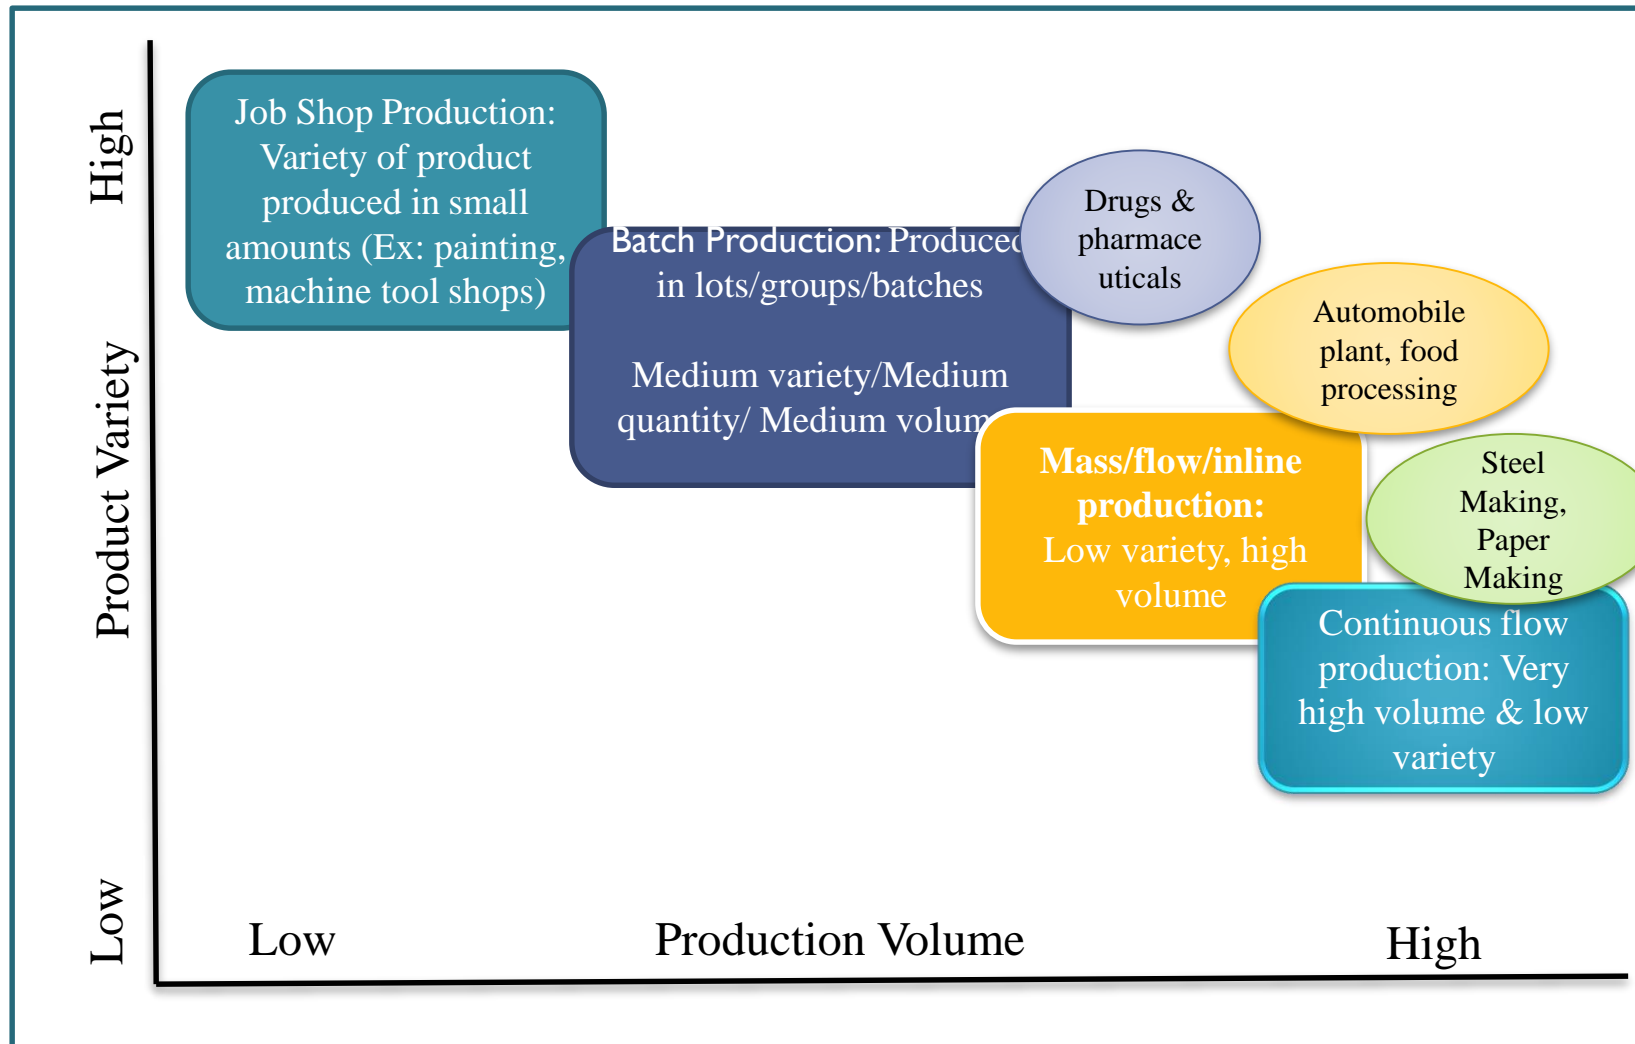 High
Product Variety
Low
Job Shop Production:
Variety of product
produced in small
amounts (Ex: painting,
machine tool shops)
Batch Production: Produced
in lots/groups/batches
Medium variety/Medium
quantity/ Medium volum
Drugs &
pharmace
uticals
Automobile
plant, food
processing
Mass/flow/inline
production:
Low variety, high
volume
Steel
Making,
Paper
Making
Continuous flow
production: Very
high volume & low
variety
Low
Production Volume
High